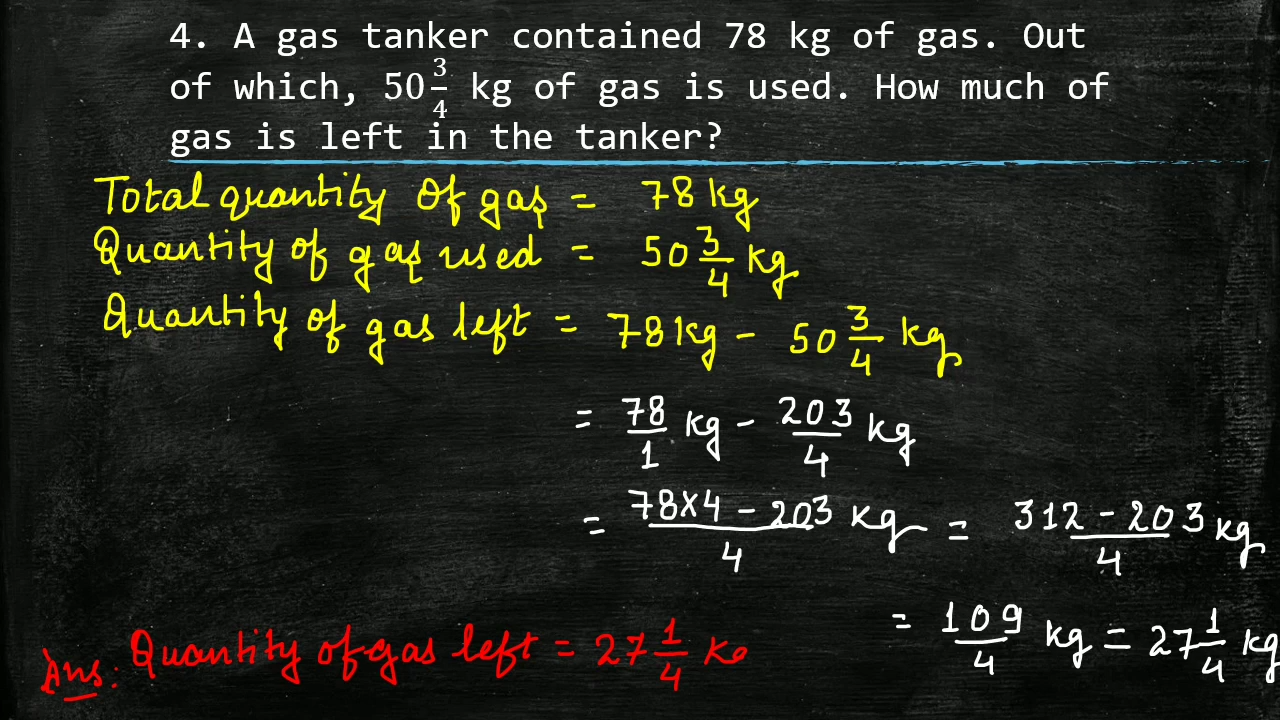 4. A gas tanker contained 78 kg of gas. Out
of which, 50 3/4 kg of gas is used. How much of
gas is left in the tanker?
Total quantity of gas = 78 kg
Quantity of gas used = 50 3/4 kg
Quantity of gas left = 78 kg - 50 3/4 kg
= 78/1 kg - 203/4 kg
= (78×4 - 203)/4 kg = (312 - 203)/4 kg
= 109/4 kg = 27 1/4 kg
Ans: Quantity of gas left = 27 1/4 K